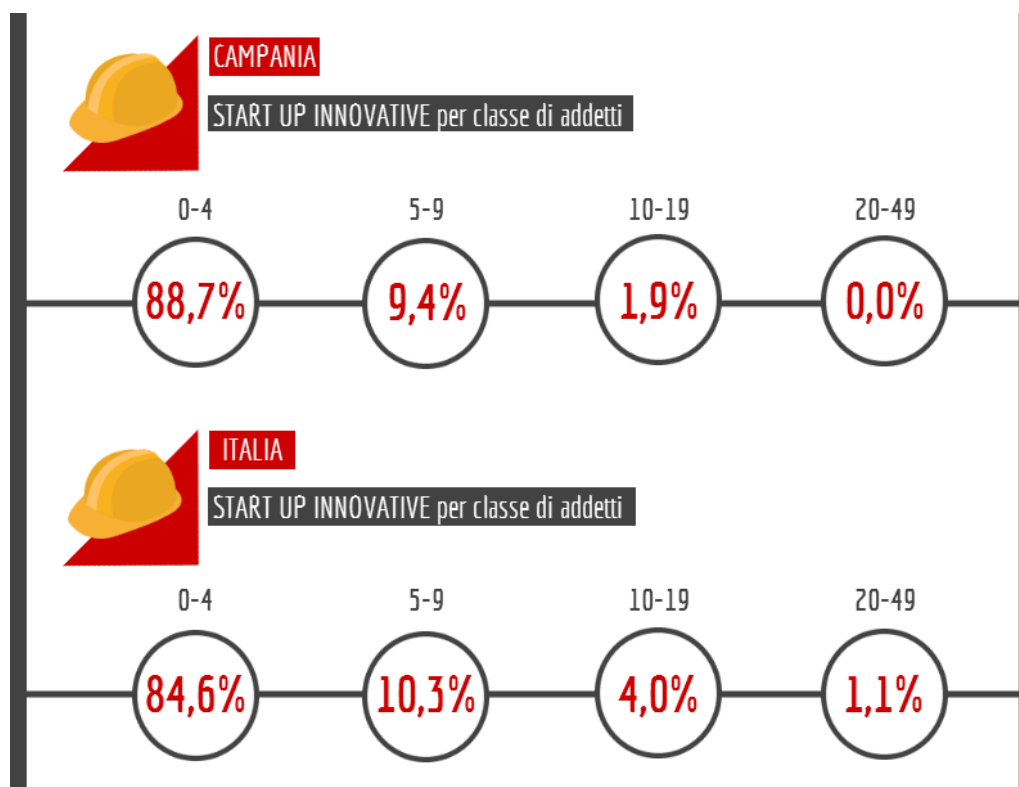 CAMPANIA
START UP INNOVATIVE per classe di addetti
0-4 5-9 10-19 20-49
88,7% 9,4% 1,9% 0,0%
ITALIA
START UP INNOVATIVE per classe di addetti
0-4 5-9 10-19 20-49
84,6% 10,3% 4,0% 1,1%